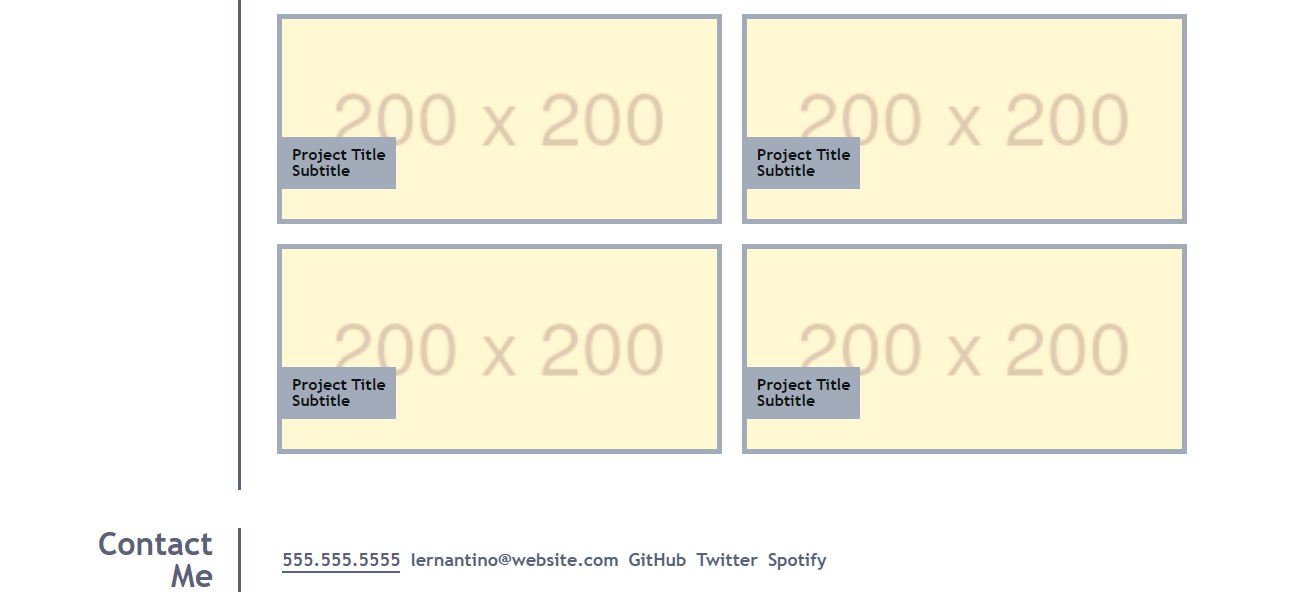 200 x 200
Project Title
Subtitle
200 x 200
Project Title
Subtitle
200 x 200
Project Title
Subtitle
200 x 200
Project Title
Subtitle
Contact
Me
555.555.5555 lernantino@website.com GitHub Twitter Spotify